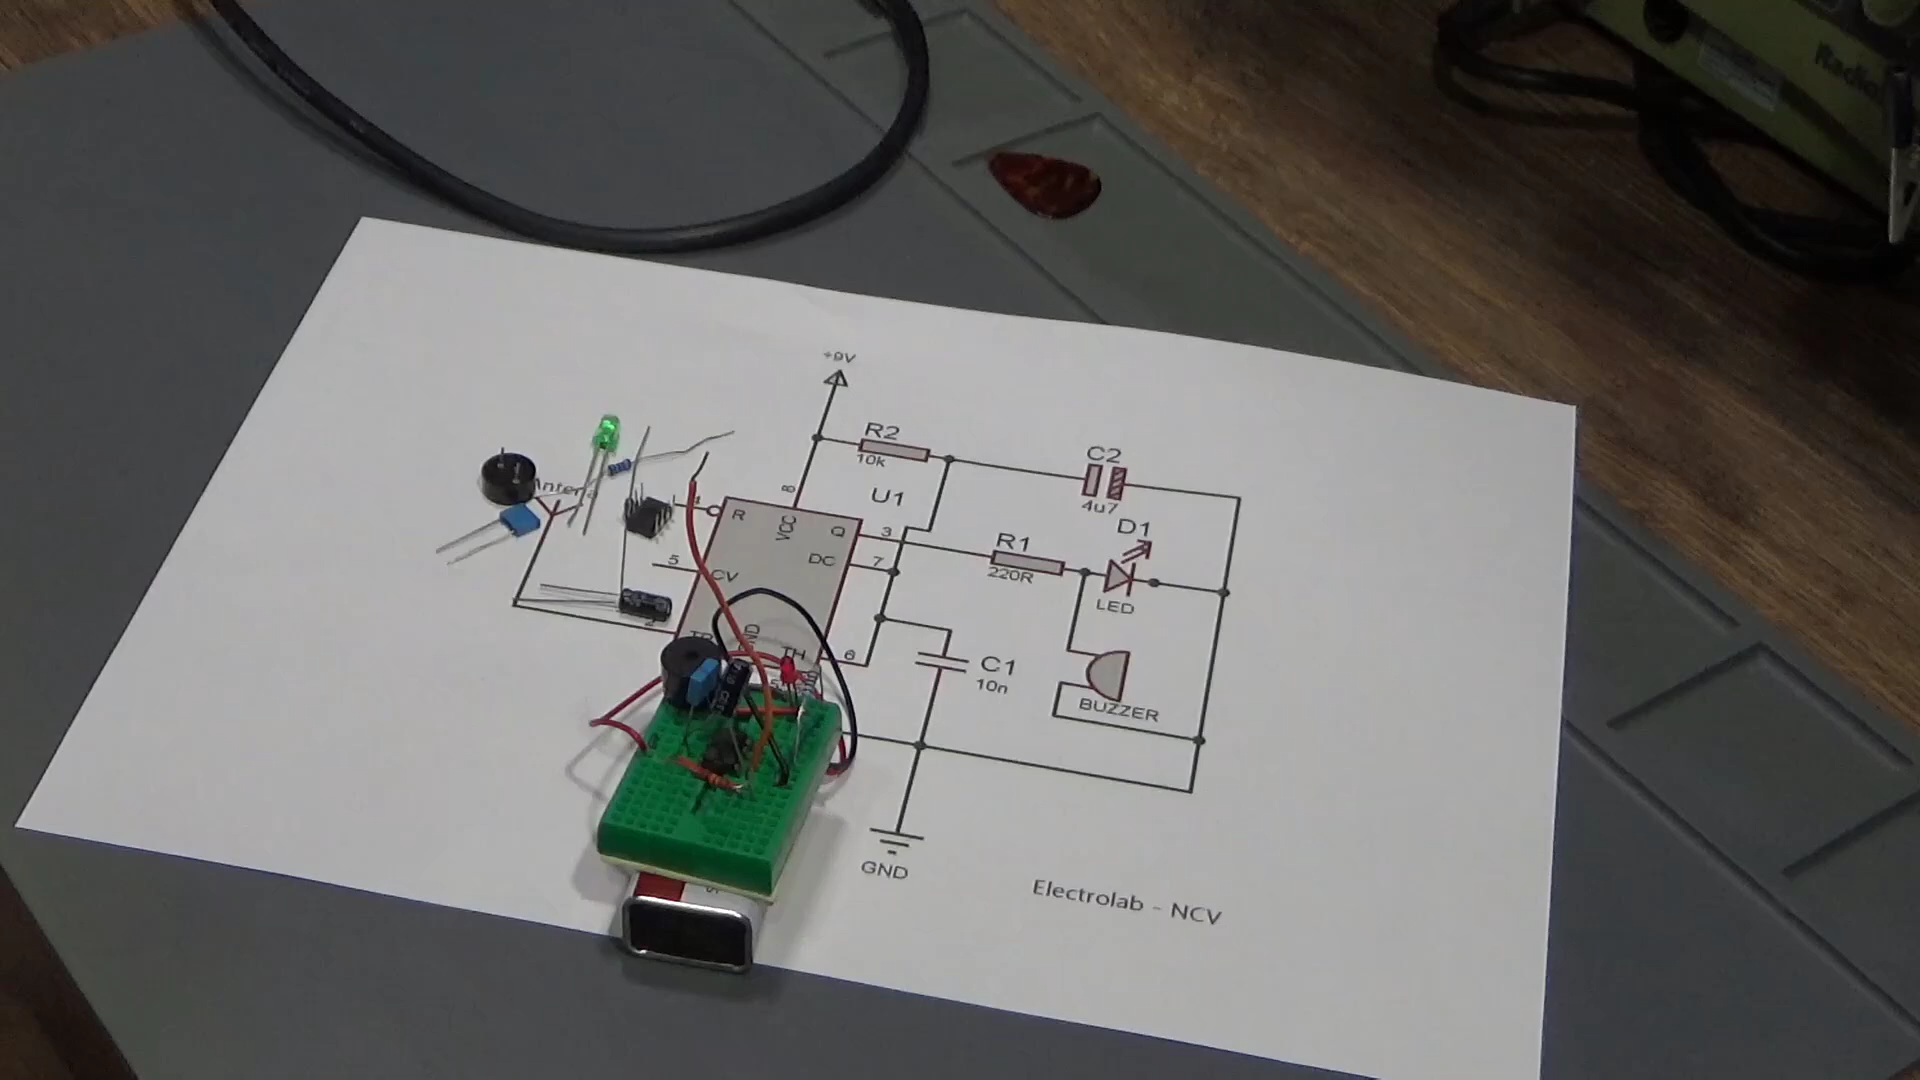 +9V
R2
10k
C2
4u7
U1
8
VCC
R
Q
3
R1
220R
D1
LED
DC
7
5
CV
2
TH
6
C1
10n
BUZZER
GND
Electrolab - NCV